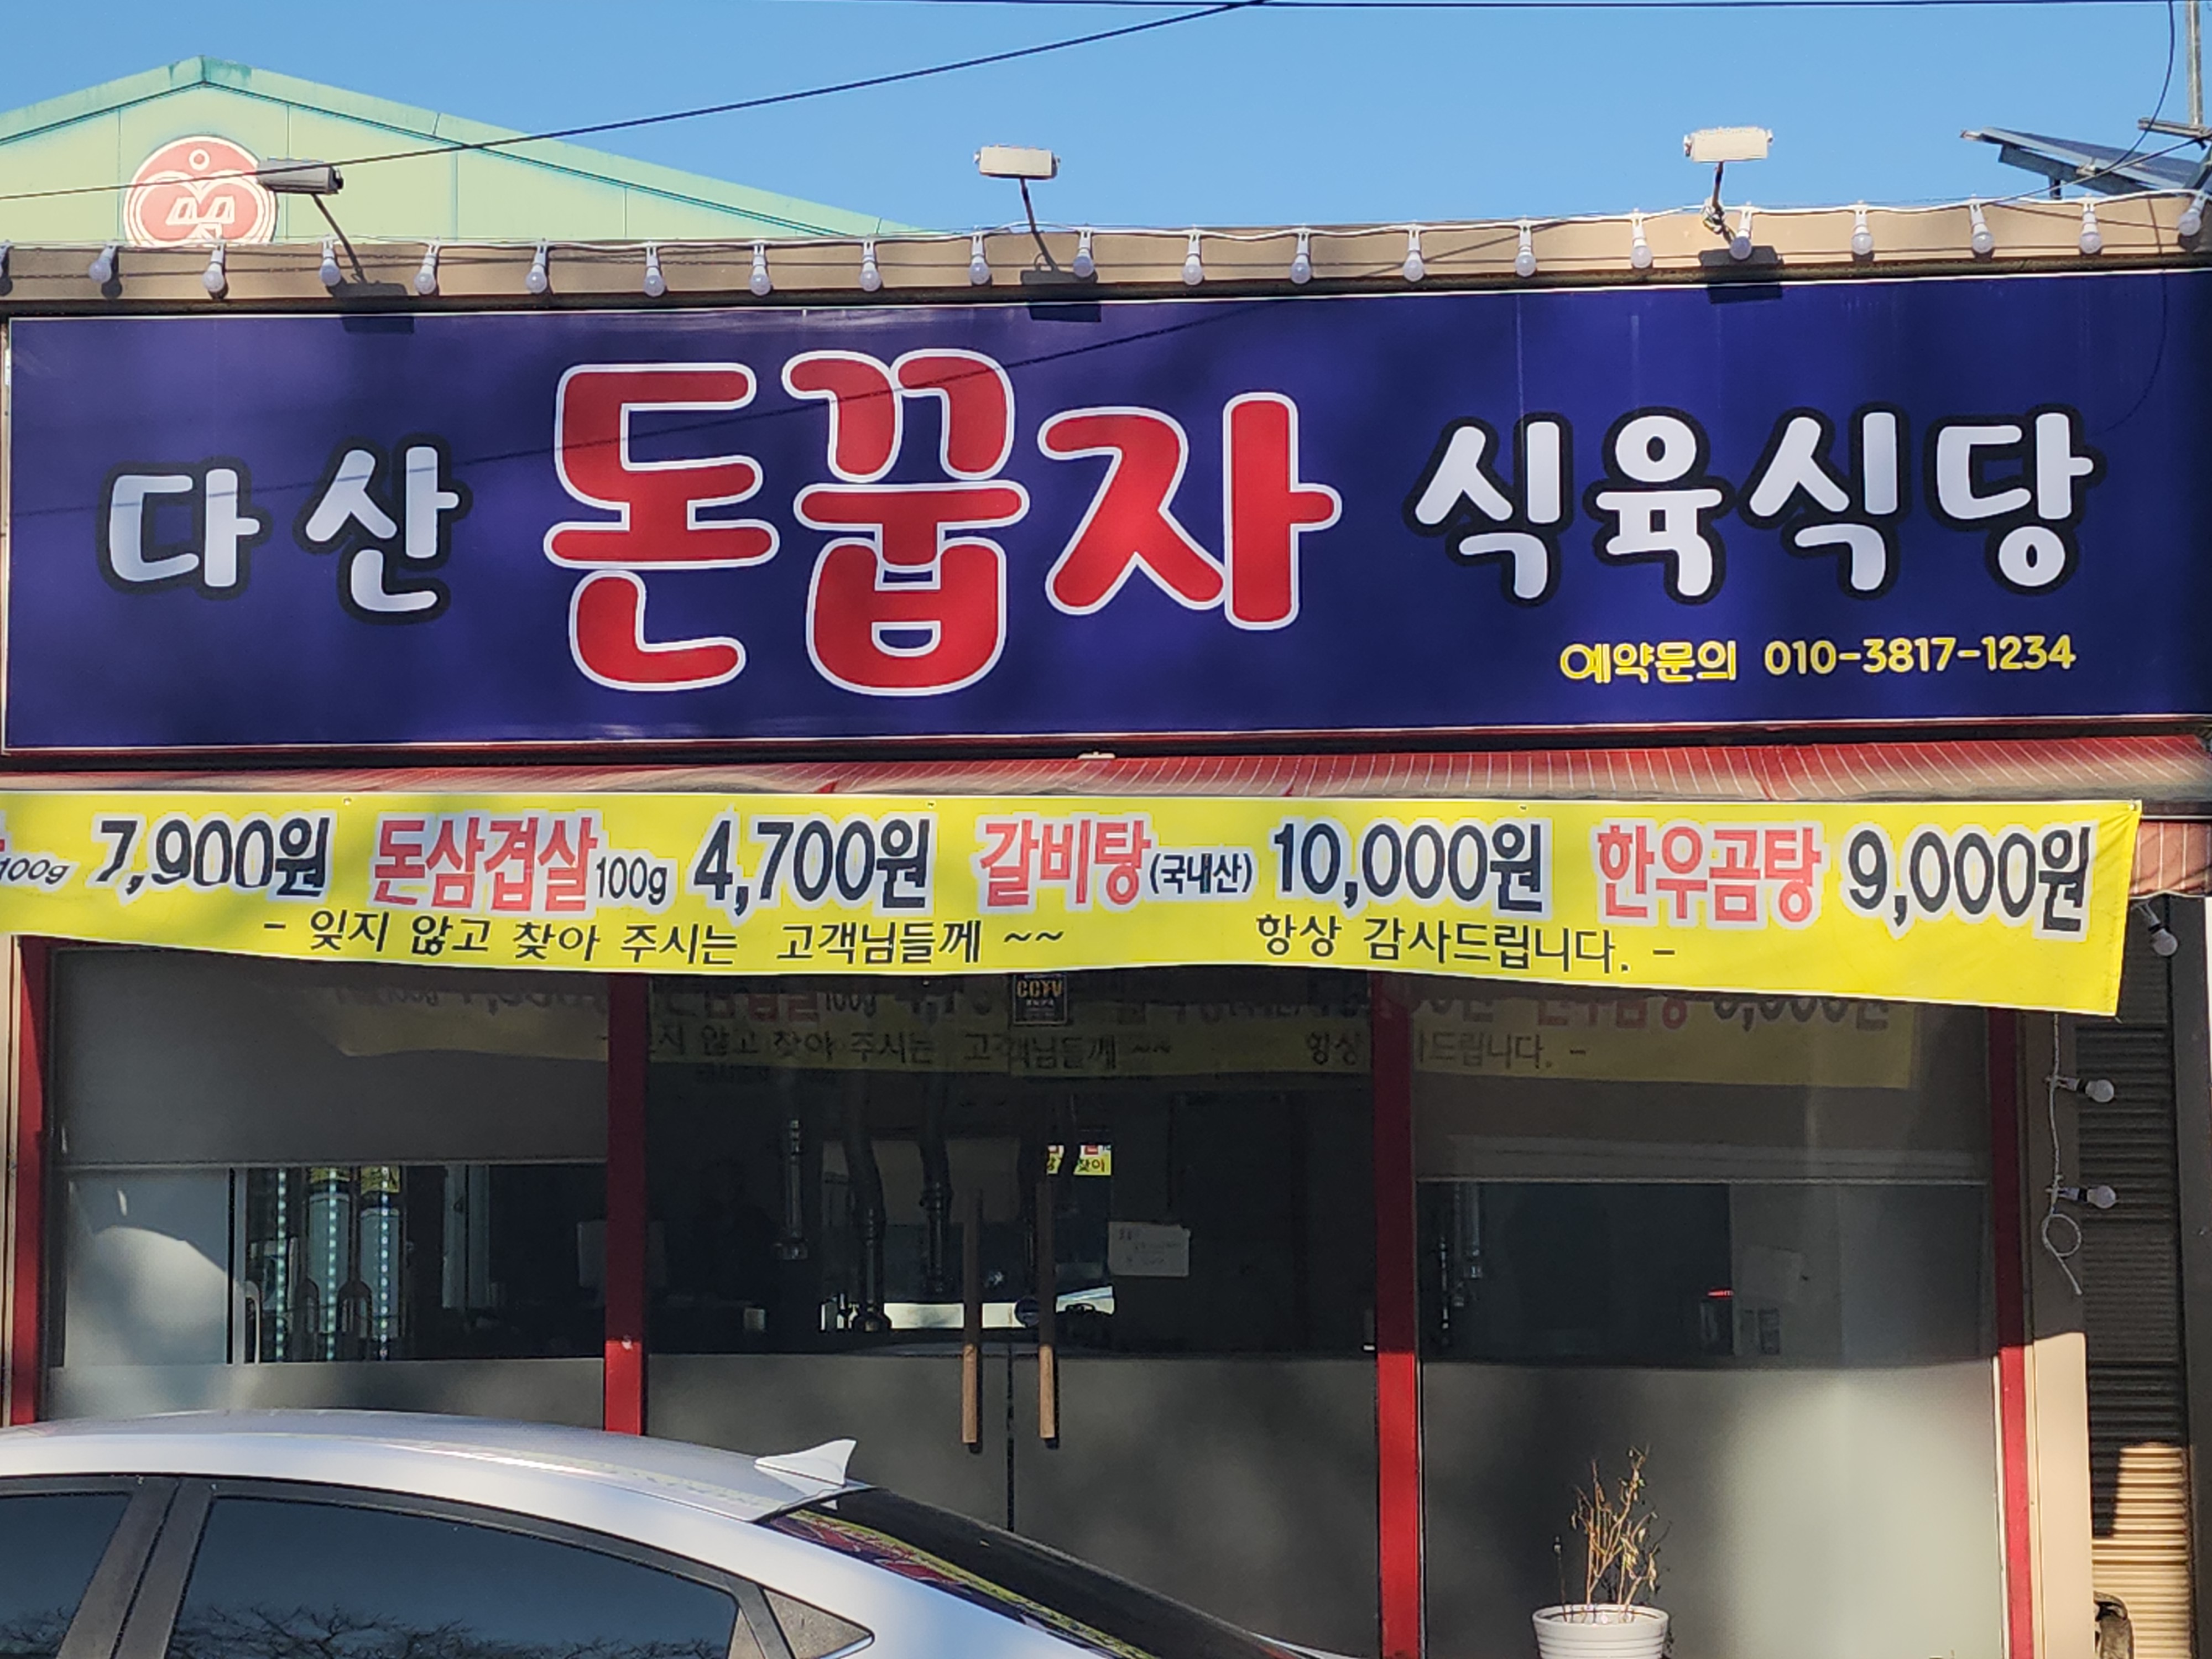 다산 돈꿉자 식육식당
예약문의 010-3817-1234
100g 7,900원 돈삼겹살100g 4,700원 갈비탕(국내산) 10,000원 한우곰탕 9,000원
- 잊지 않고 찾아 주시는 고객님들께 ~~ 항상 감사드립니다. -
CCTV